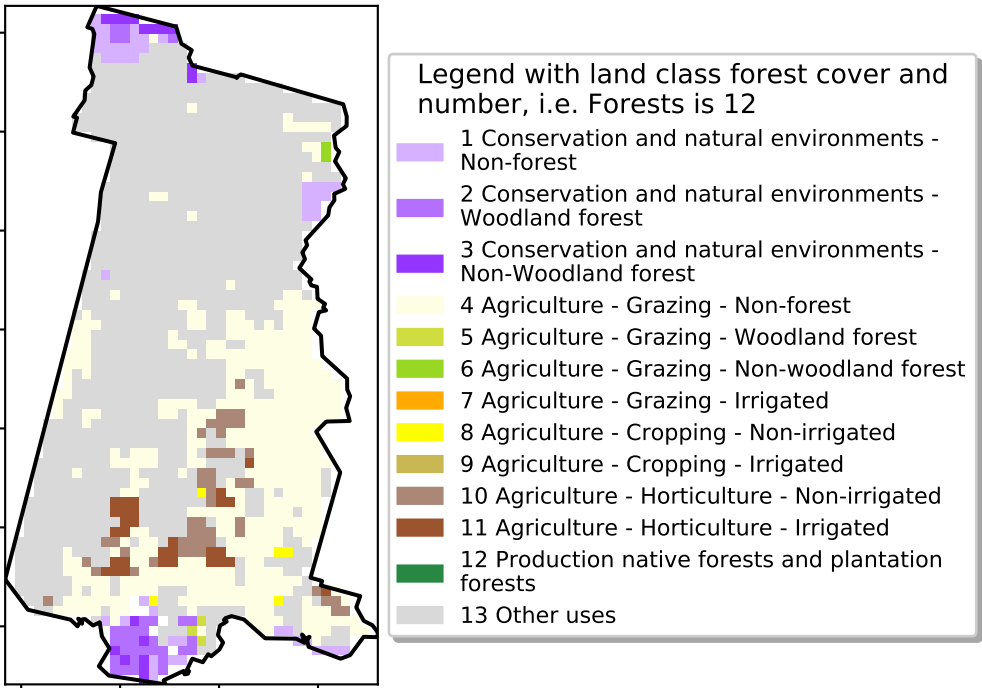 Legend with land class forest cover and
number, i.e. Forests is 12
1 Conservation and natural environments -
Non-forest
2 Conservation and natural environments -
Woodland forest
3 Conservation and natural environments -
Non-Woodland forest
4 Agriculture - Grazing - Non-forest
5 Agriculture - Grazing - Woodland forest
6 Agriculture - Grazing - Non-woodland forest
7 Agriculture - Grazing - Irrigated
8 Agriculture - Cropping - Non-irrigated
9 Agriculture - Cropping - Irrigated
10 Agriculture - Horticulture - Non-irrigated
11 Agriculture - Horticulture - Irrigated
12 Production native forests and plantation
forests
13 Other uses